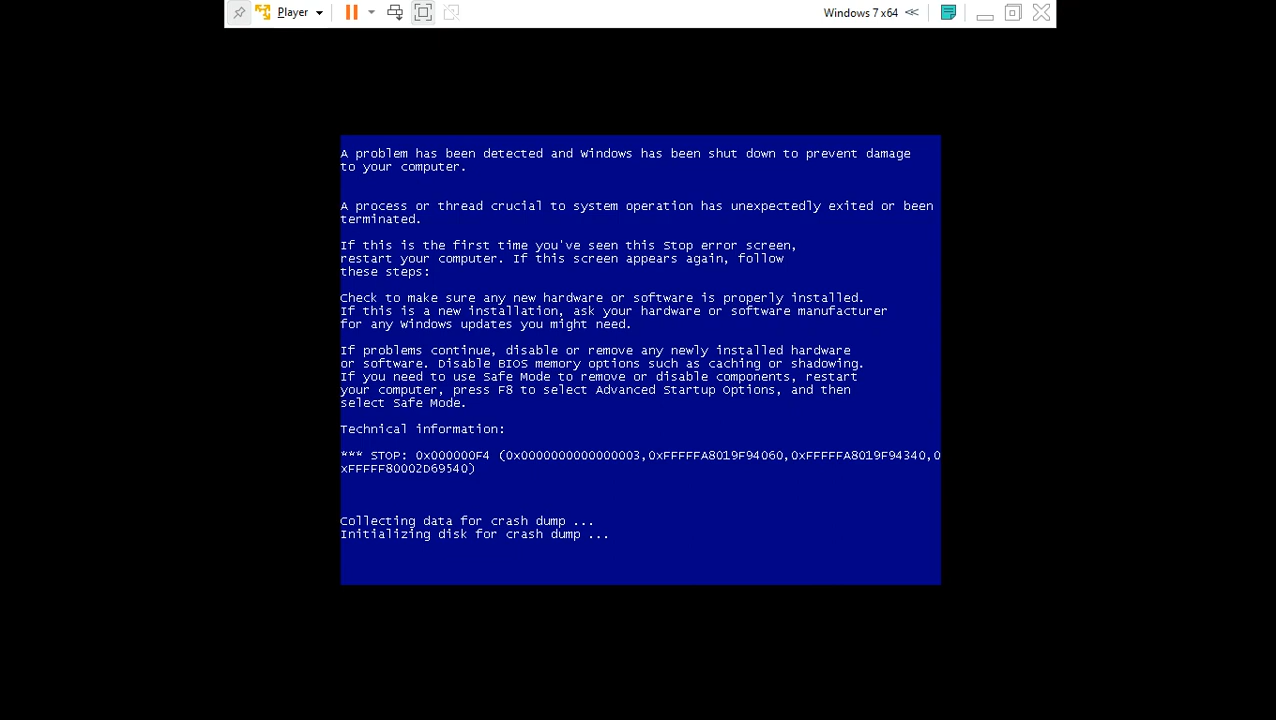 Player
Windows 7 x64
A problem has been detected and Windows has been shut down to prevent damage
to your computer.
A process or thread crucial to system operation has unexpectedly exited or been
terminated.
If this is the first time you've seen this Stop error screen,
restart your computer. If this screen appears again, follow
these steps:
Check to make sure any new hardware or software is properly installed.
If this is a new installation, ask your hardware or software manufacturer
for any Windows updates you might need.
If problems continue, disable or remove any newly installed hardware
or software. Disable BIOS memory options such as caching or shadowing.
If you need to use Safe Mode to remove or disable components, restart
your computer, press F8 to select Advanced Startup Options, and then
select Safe Mode.
Technical information:
*** STOP: 0x000000F4 (0x0000000000000003,0xFFFFFA8019F94060,0xFFFFFA8019F94340,0
xFFFFF80002D69540)
Collecting data for crash dump ...
Initializing disk for crash dump ...